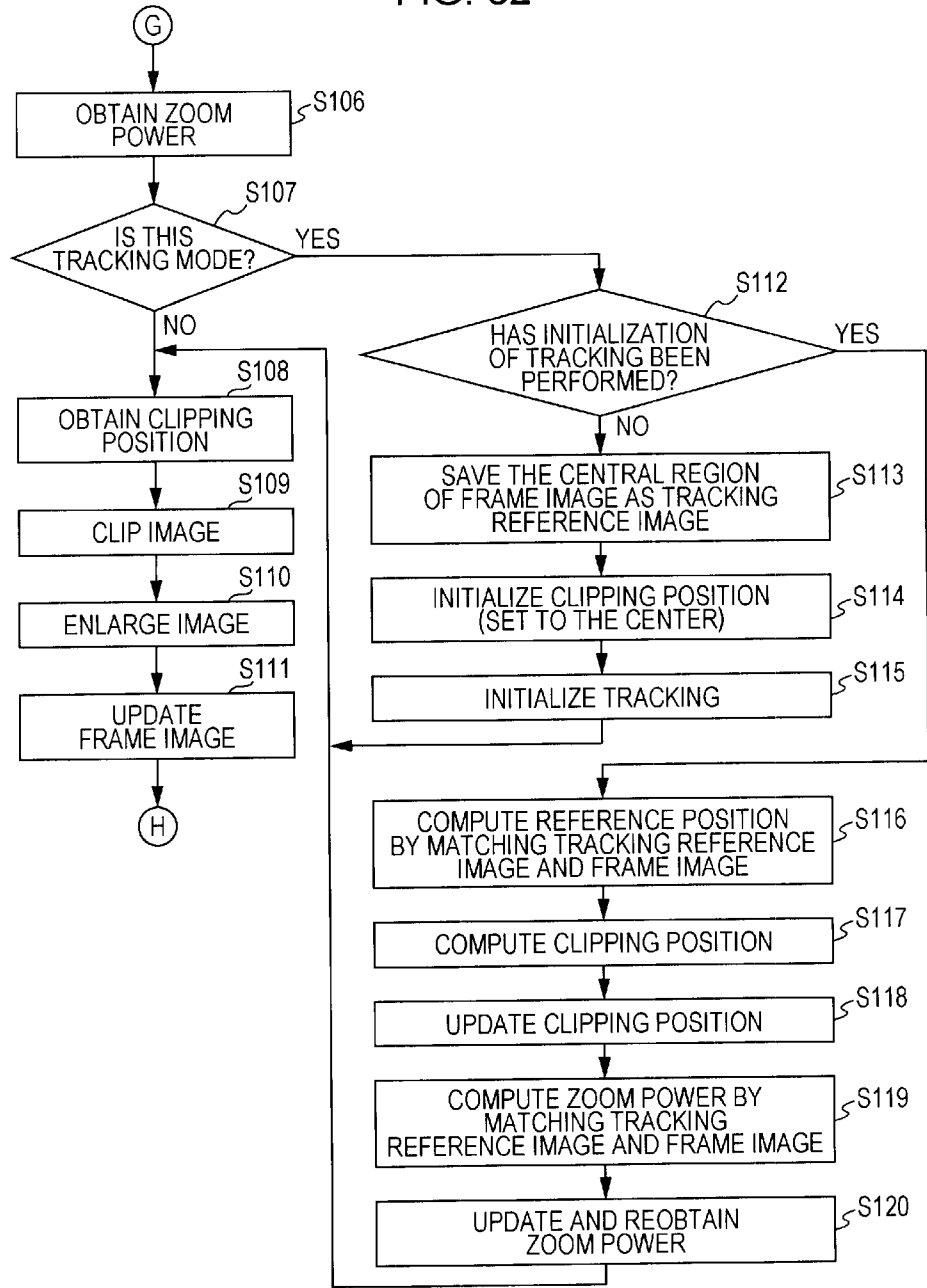 G
OBTAIN ZOOM
POWER
S106
S107
IS THIS
TRACKING MODE?
YES
NO
S108
OBTAIN CLIPPING
POSITION
S109
CLIP IMAGE
S110
ENLARGE IMAGE
S111
UPDATE
FRAME IMAGE
H
S112
HAS INITIALIZATION
OF TRACKING BEEN
PERFORMED?
YES
NO
SAVE THE CENTRAL REGION
OF FRAME IMAGE AS TRACKING
REFERENCE IMAGE
S113
INITIALIZE CLIPPING POSITION
(SET TO THE CENTER)
S114
INITIALIZE TRACKING
S115
COMPUTE REFERENCE POSITION
BY MATCHING TRACKING REFERENCE
IMAGE AND FRAME IMAGE
S116
COMPUTE CLIPPING POSITION
S117
UPDATE CLIPPING POSITION
S118
COMPUTE ZOOM POWER BY
MATCHING TRACKING
REFERENCE IMAGE AND FRAME IMAGE
S119
UPDATE AND REOBTAIN
ZOOM POWER
S120